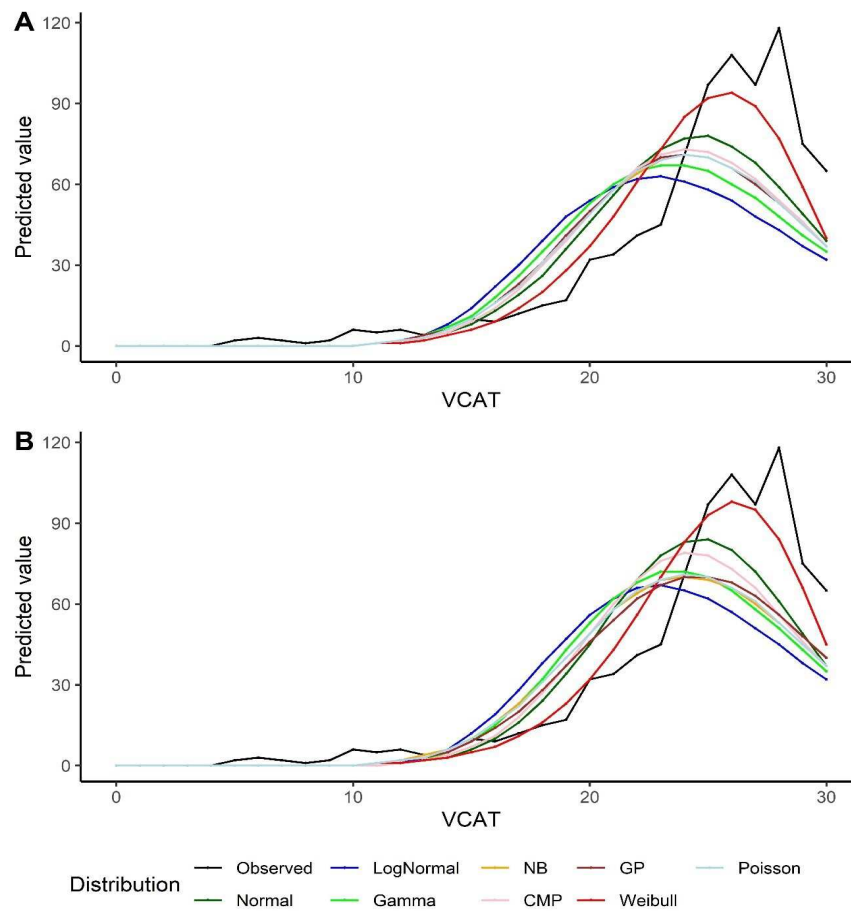 A
120
90
60
30
0
Predicted value
0 10 20 30
VCAT
B
120
90
60
30
0
Predicted value
0 10 20 30
VCAT
Distribution
Observed LogNormal NB GP Poisson
Normal Gamma CMP Weibull